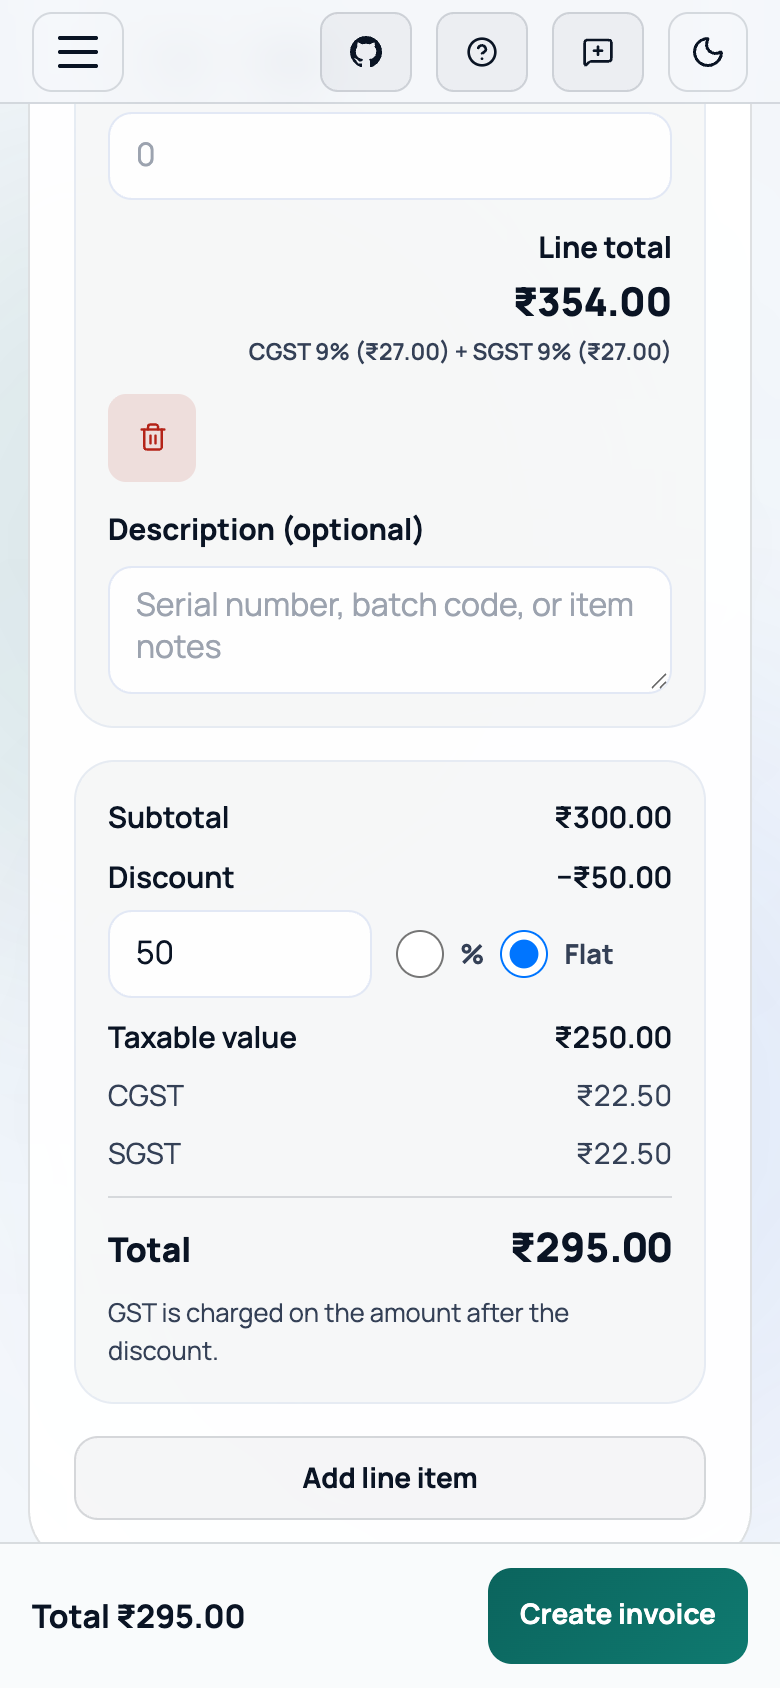 0
Line total
₹354.00
CGST 9% (₹27.00) + SGST 9% (₹27.00)
Description (optional)
Serial number, batch code, or item
notes
Subtotal ₹300.00
Discount −₹50.00
50 % Flat
Taxable value ₹250.00
CGST ₹22.50
SGST ₹22.50
Total ₹295.00
GST is charged on the amount after the
discount.
Add line item
Total ₹295.00 Create invoice